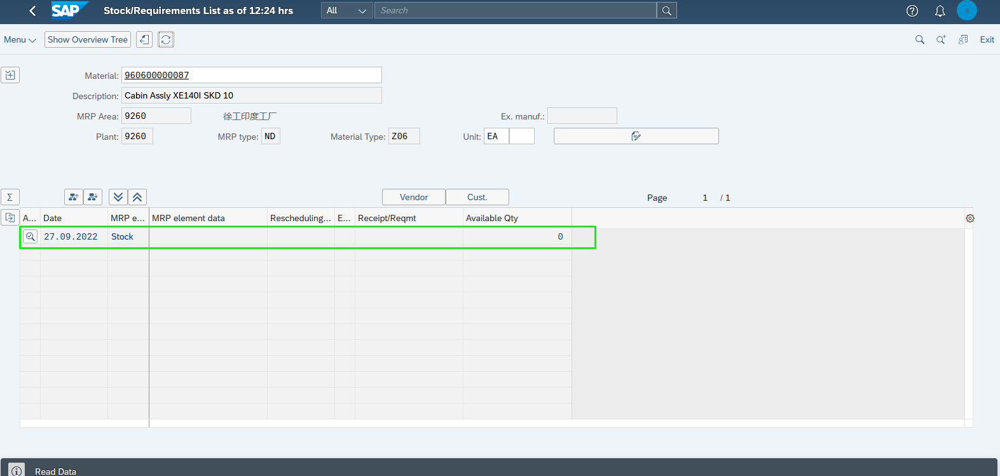 SAP Stock/Requirements List as of 12:24 hrs All Search a
Menu Show Overview Tree Exit
Material: 960600000087
Description: Cabin Assly XE140I SKD 10
MRP Area: 9260 徐工印度工厂 Ex. manuf.:
Plant: 9260 MRP type: ND Material Type: Z06 Unit: EA
Σ Vendor Cust. Page 1 / 1
A... Date MRP e... MRP element data Rescheduling... E... Receipt/Reqmt Available Qty
27.09.2022 Stock 0
Read Data